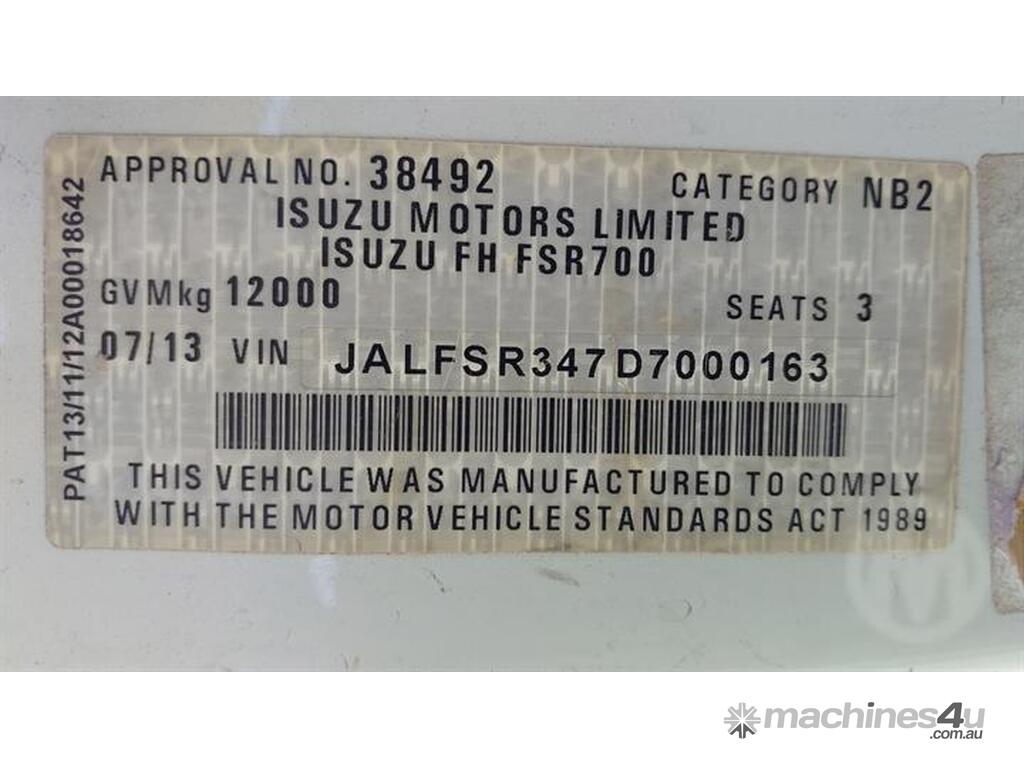 APPROVAL NO. 38492 CATEGORY NB2
ISUZU MOTORS LIMITED
ISUZU FH FSR700
GVMkg 12000 SEATS 3
07/13 VIN JALFSR347D7000163
THIS VEHICLE WAS MANUFACTURED TO COMPLY
WITH THE MOTOR VEHICLE STANDARDS ACT 1989
PAT13/11/12A00018642
machines4u
.com.au